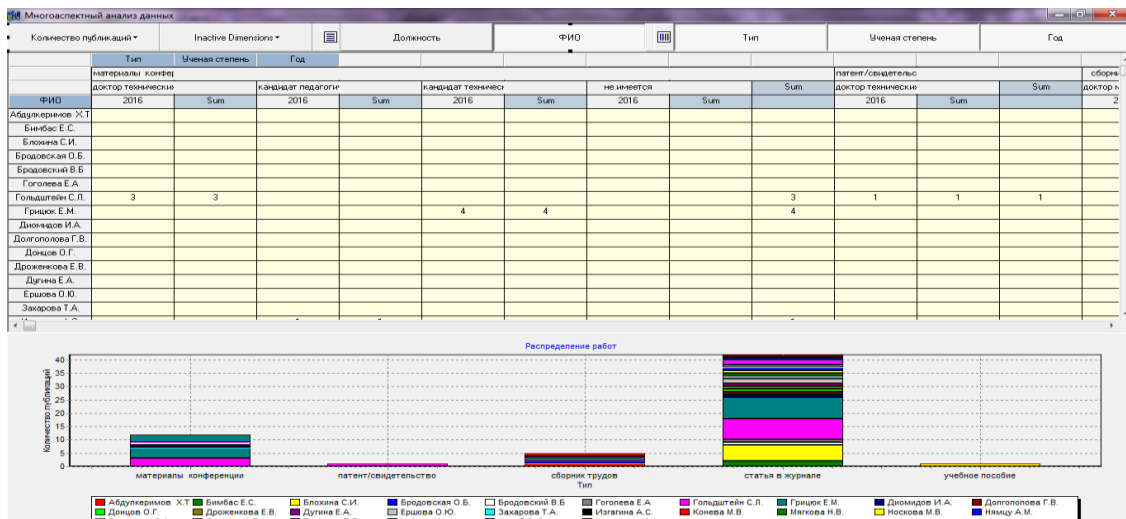 Многоаспектный анализ данных
Количество публикаций Inactive Dimensions Должность ФИО Тип Ученая степень Год
Тип Ученая степень Год
материалы конфер патент/свидетельс сборн
доктор технически кандидат педагоги кандидат техничес не имеется Sum доктор технически Sum доктор м
ФИО 2016 Sum 2016 Sum 2016 Sum 2016 Sum 2016 Sum 2
Абдулкеримов Х.Т
Бимбас Е.С.
Блохина С.И.
Бродовская О.Б.
Бродовский В.Б
Гоголева Е.А
Гольдштейн С.Л. 3 3 3 1 1 1
Грицюк Е.М. 4 4 4
Диомидов И.А.
Долгополова Г.В.
Донцов О.Г.
Дроженкова Е.В.
Дугина Е.А.
Ершова О.Ю.
Захарова Т.А.
Распределение работ
Количество публикаций
40
35
30
25
20
15
10
5
0
материалы конференции патент/свидетельство сборник трудов статья в журнале учебное пособие
Тип
Абдулкеримов Х.Т Бимбас Е.С. Блохина С.И. Бродовская О.Б. Бродовский В.Б Гоголева Е.А Гольдштейн С.Л. Грицюк Е.М. Диомидов И.А. Долгополова Г.В.
Донцов О.Г. Дроженкова Е.В. Дугина Е.А. Ершова О.Ю. Захарова Т.А. Изгагина А.С. Конева М.В. Мягкова Н.В. Носкова М.В. Нямцу А.М.